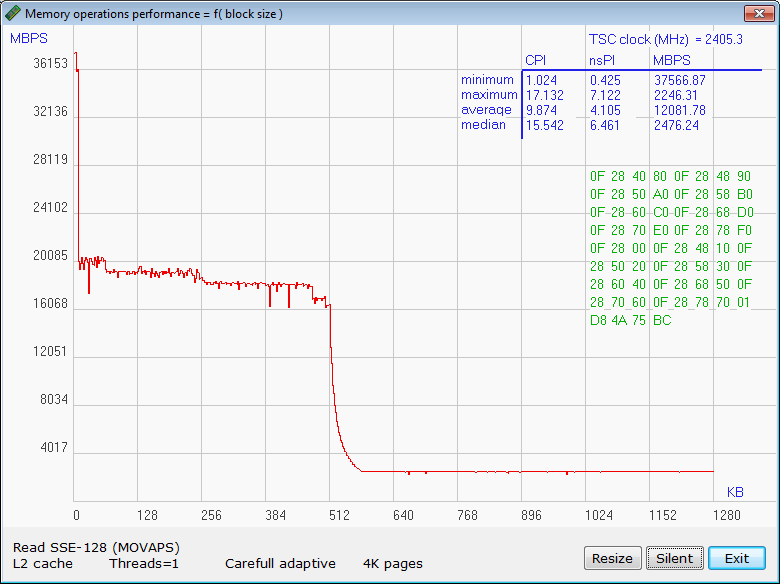 Memory operations performance = f( block size )
MBPS
TSC clock (MHz) = 2405.3
CPI nsPI MBPS
minimum 1.024 0.425 37566.87
maximum 17.132 7.122 2246.31
average 9.874 4.105 12081.78
median 15.542 6.461 2476.24
36153
32136
28119
24102
20085
16068
12051
8034
4017
0F 28 40 80 0F 28 48 90
0F 28 50 A0 0F 28 58 B0
0F 28 60 C0 0F 28 68 D0
0F 28 70 E0 0F 28 78 F0
0F 28 00 0F 28 48 10 0F
28 50 20 0F 28 58 30 0F
28 60 40 0F 28 68 50 0F
28 70 60 0F 28 78 70 01
D8 4A 75 BC
KB
0 128 256 384 512 640 768 896 1024 1152 1280
Read SSE-128 (MOVAPS)
L2 cache Threads=1 Carefull adaptive 4K pages
Resize Silent Exit